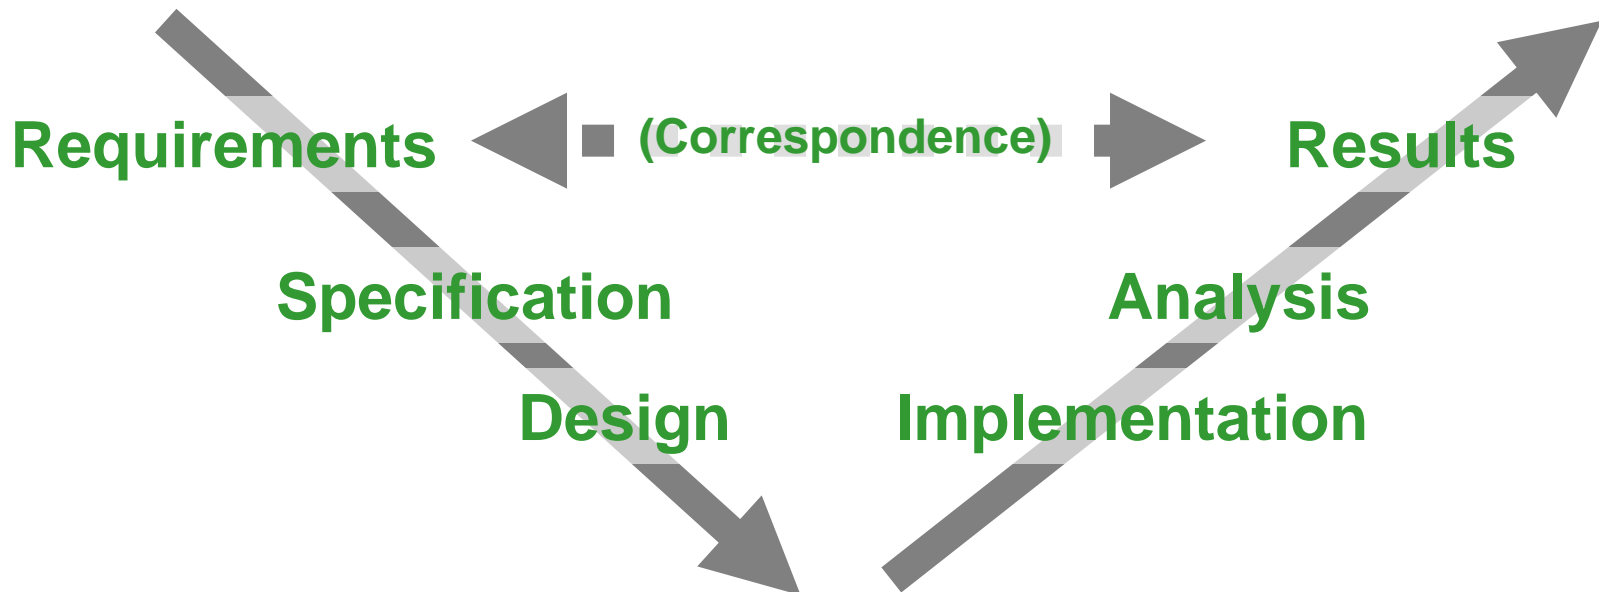 Requirements (Correspondence) Results
Specification Analysis
Design Implementation